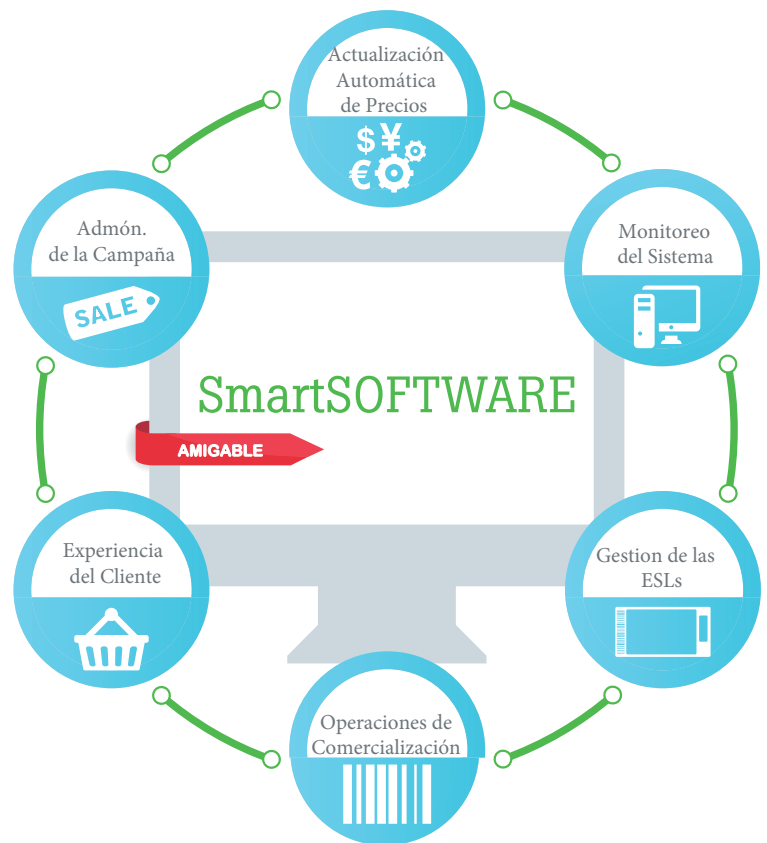 Actualización
Automática
de Precios
$ ¥
€
Admón.
de la Campaña
SALE
Monitoreo
del Sistema
SmartSOFTWARE
AMIGABLE
Experiencia
del Cliente
Gestion de las
ESLs
Operaciones de
Comercialización